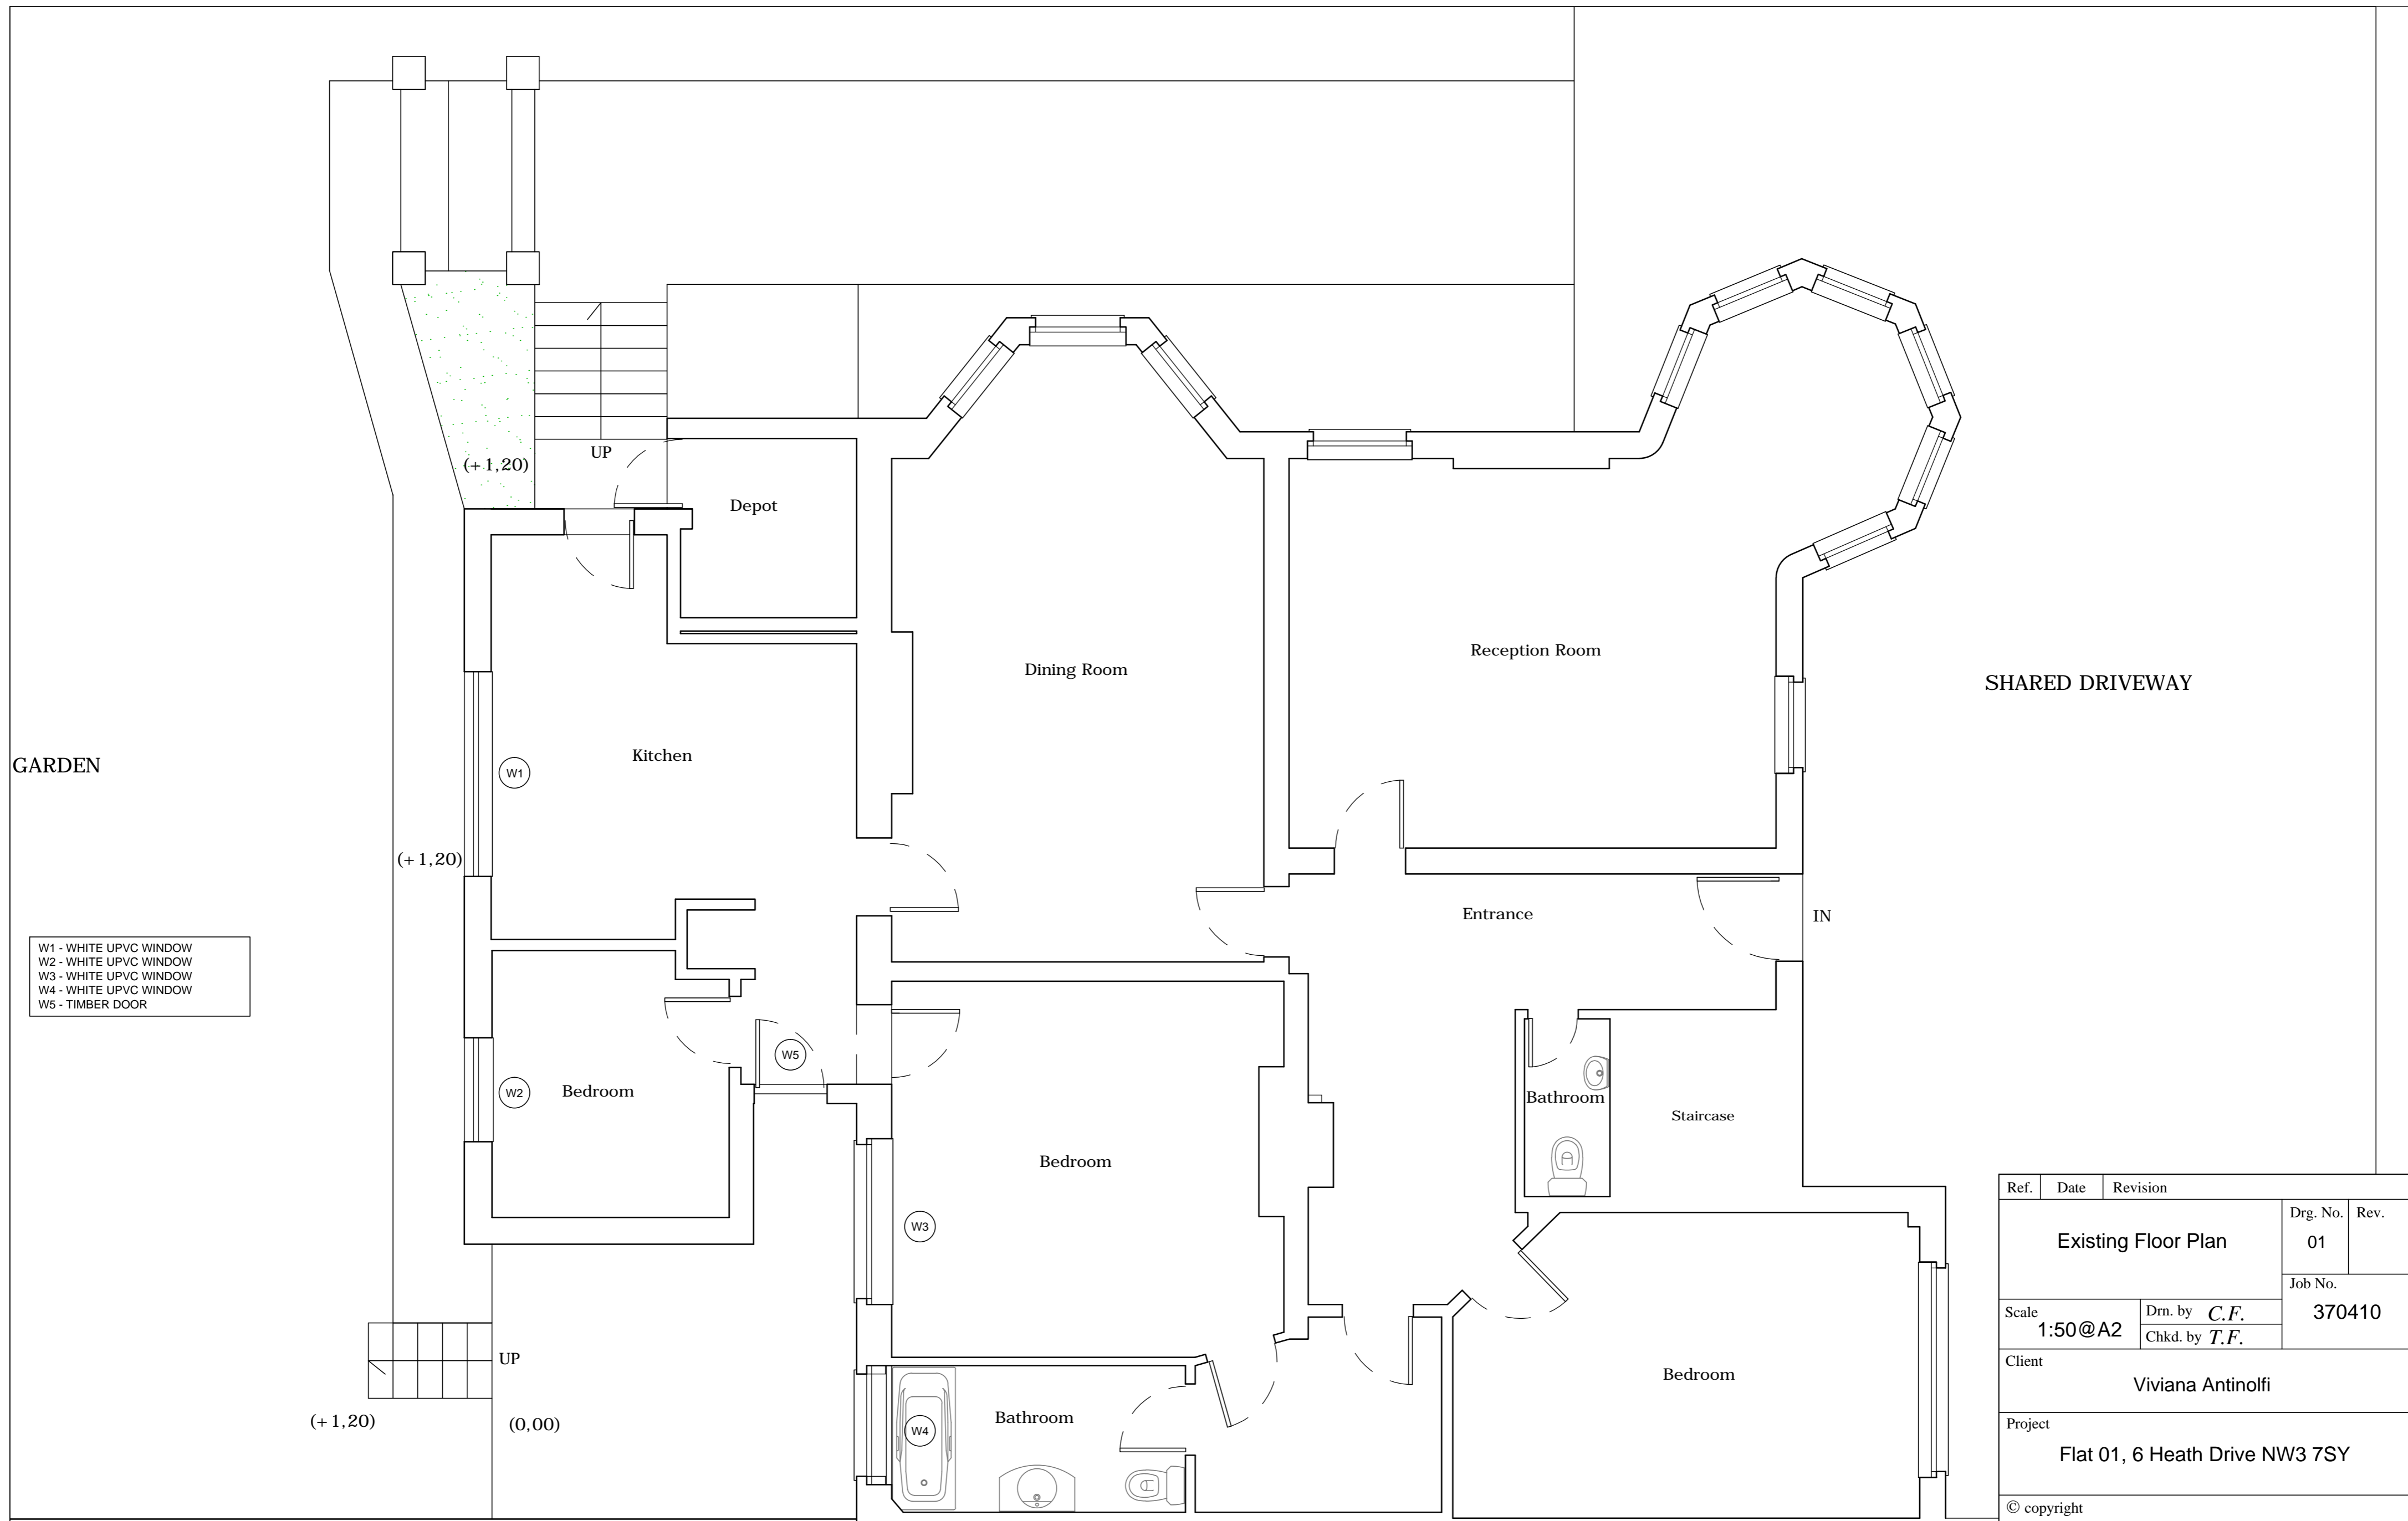 UP
(+1,20)
Depot
Dining Room
Reception Room
SHARED DRIVEWAY
GARDEN
Kitchen
W1
(+1,20)
Entrance
IN
W1 - WHITE UPVC WINDOW
W2 - WHITE UPVC WINDOW
W3 - WHITE UPVC WINDOW
W4 - WHITE UPVC WINDOW
W5 - TIMBER DOOR
W5
W2
Bedroom
Bathroom
Staircase
Bedroom
W3
UP
Bedroom
(+1,20)
(0,00)
W4
Bathroom
Ref. Date Revision
Existing Floor Plan
Drg. No. Rev.
01
Job No.
370410
Scale
1:50@A2
Drn. by C.F.
Chkd. by T.F.
Client
Viviana Antinolfi
Project
Flat 01, 6 Heath Drive NW3 7SY
© copyright